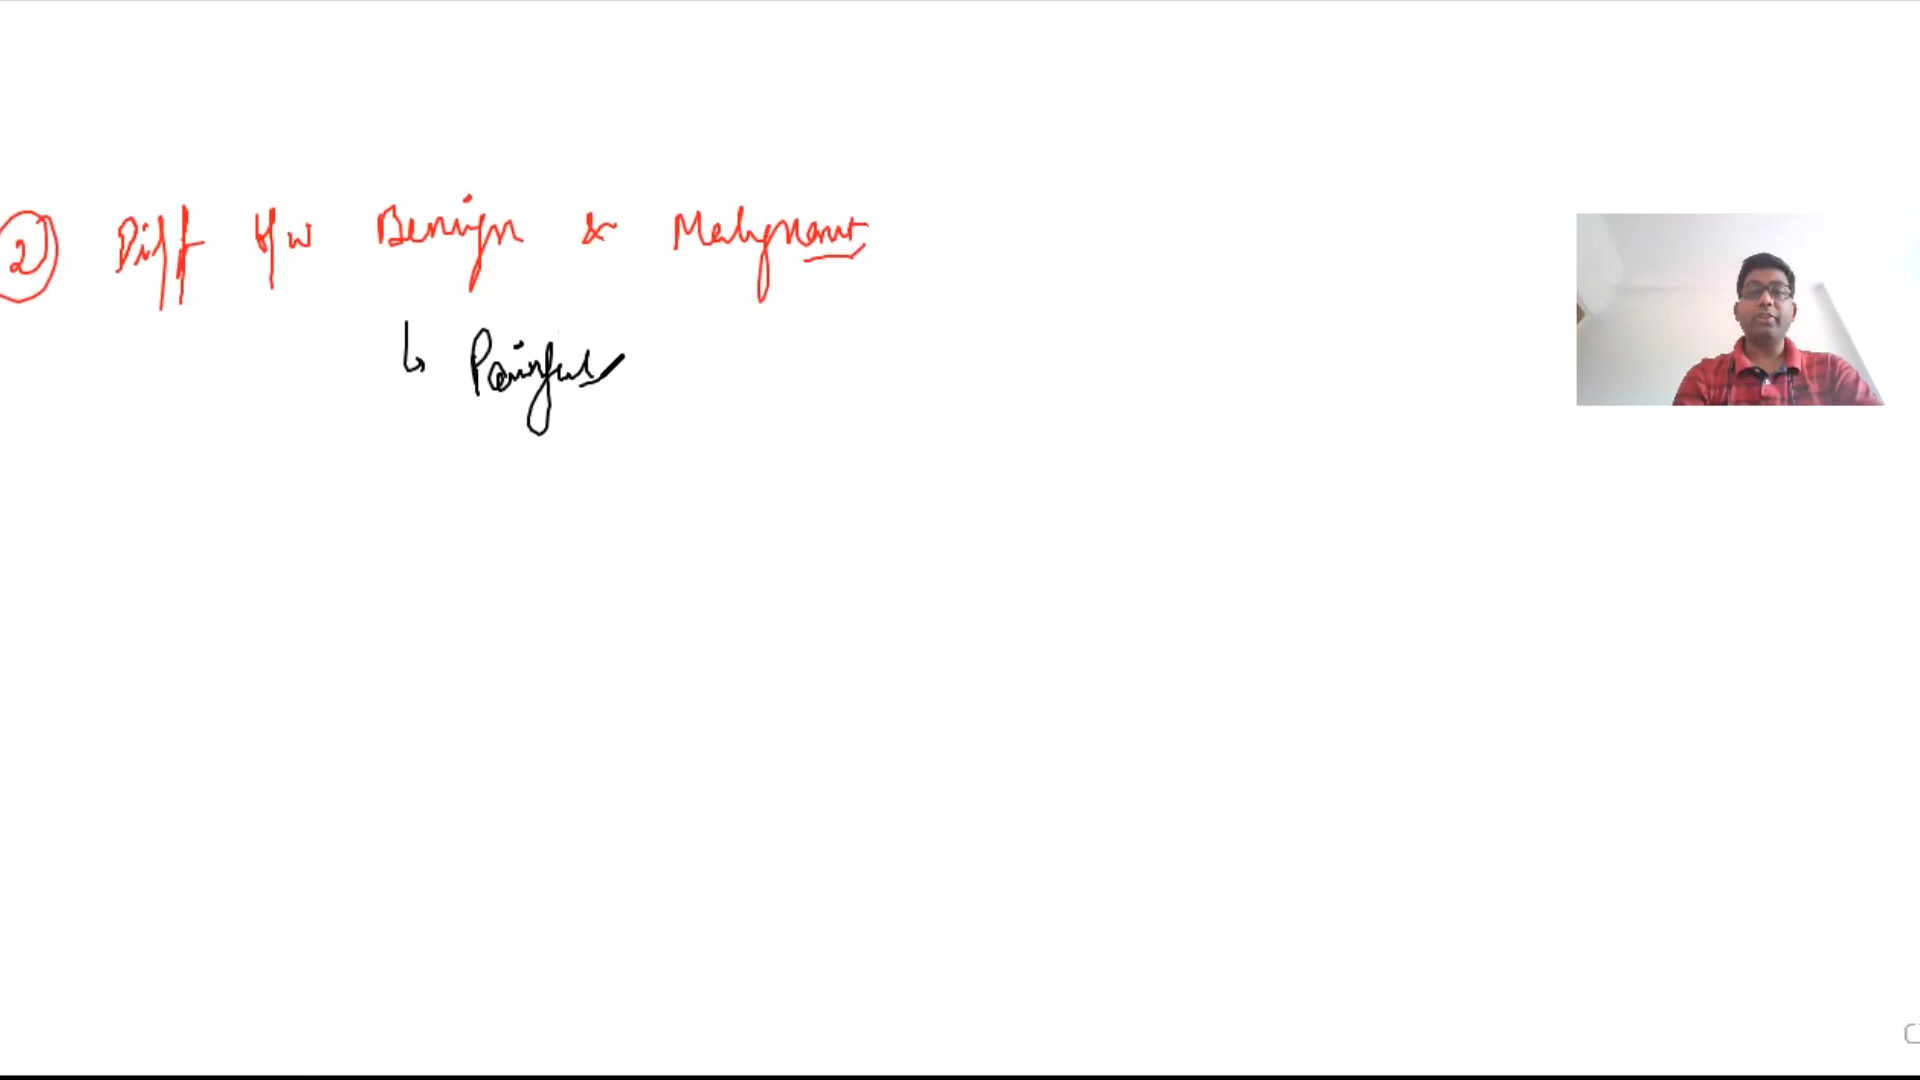 ② Diff b/w Benign & Malignant
↳ Painful